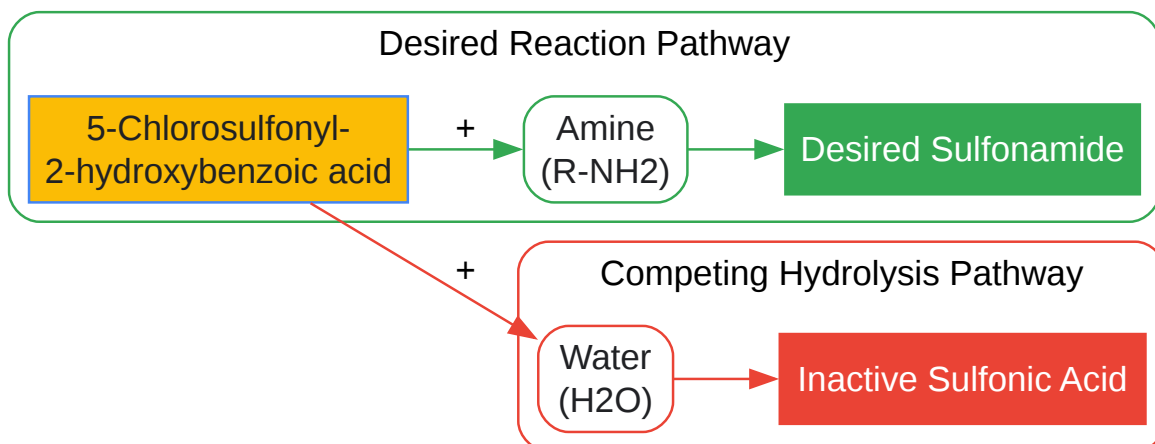 Desired Reaction Pathway
5-Chlorosulfonyl-
2-hydroxybenzoic acid
+
Amine
(R-NH2)
Desired Sulfonamide
+
Competing Hydrolysis Pathway
Water
(H2O)
Inactive Sulfonic Acid